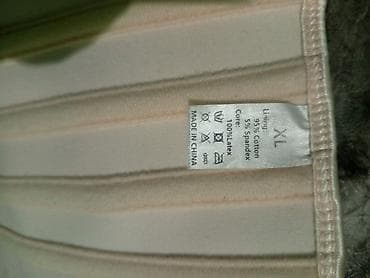 XL
Lining:
95% Cotton
5% Spandex
Core:
100%Latex
MADE IN CHINA